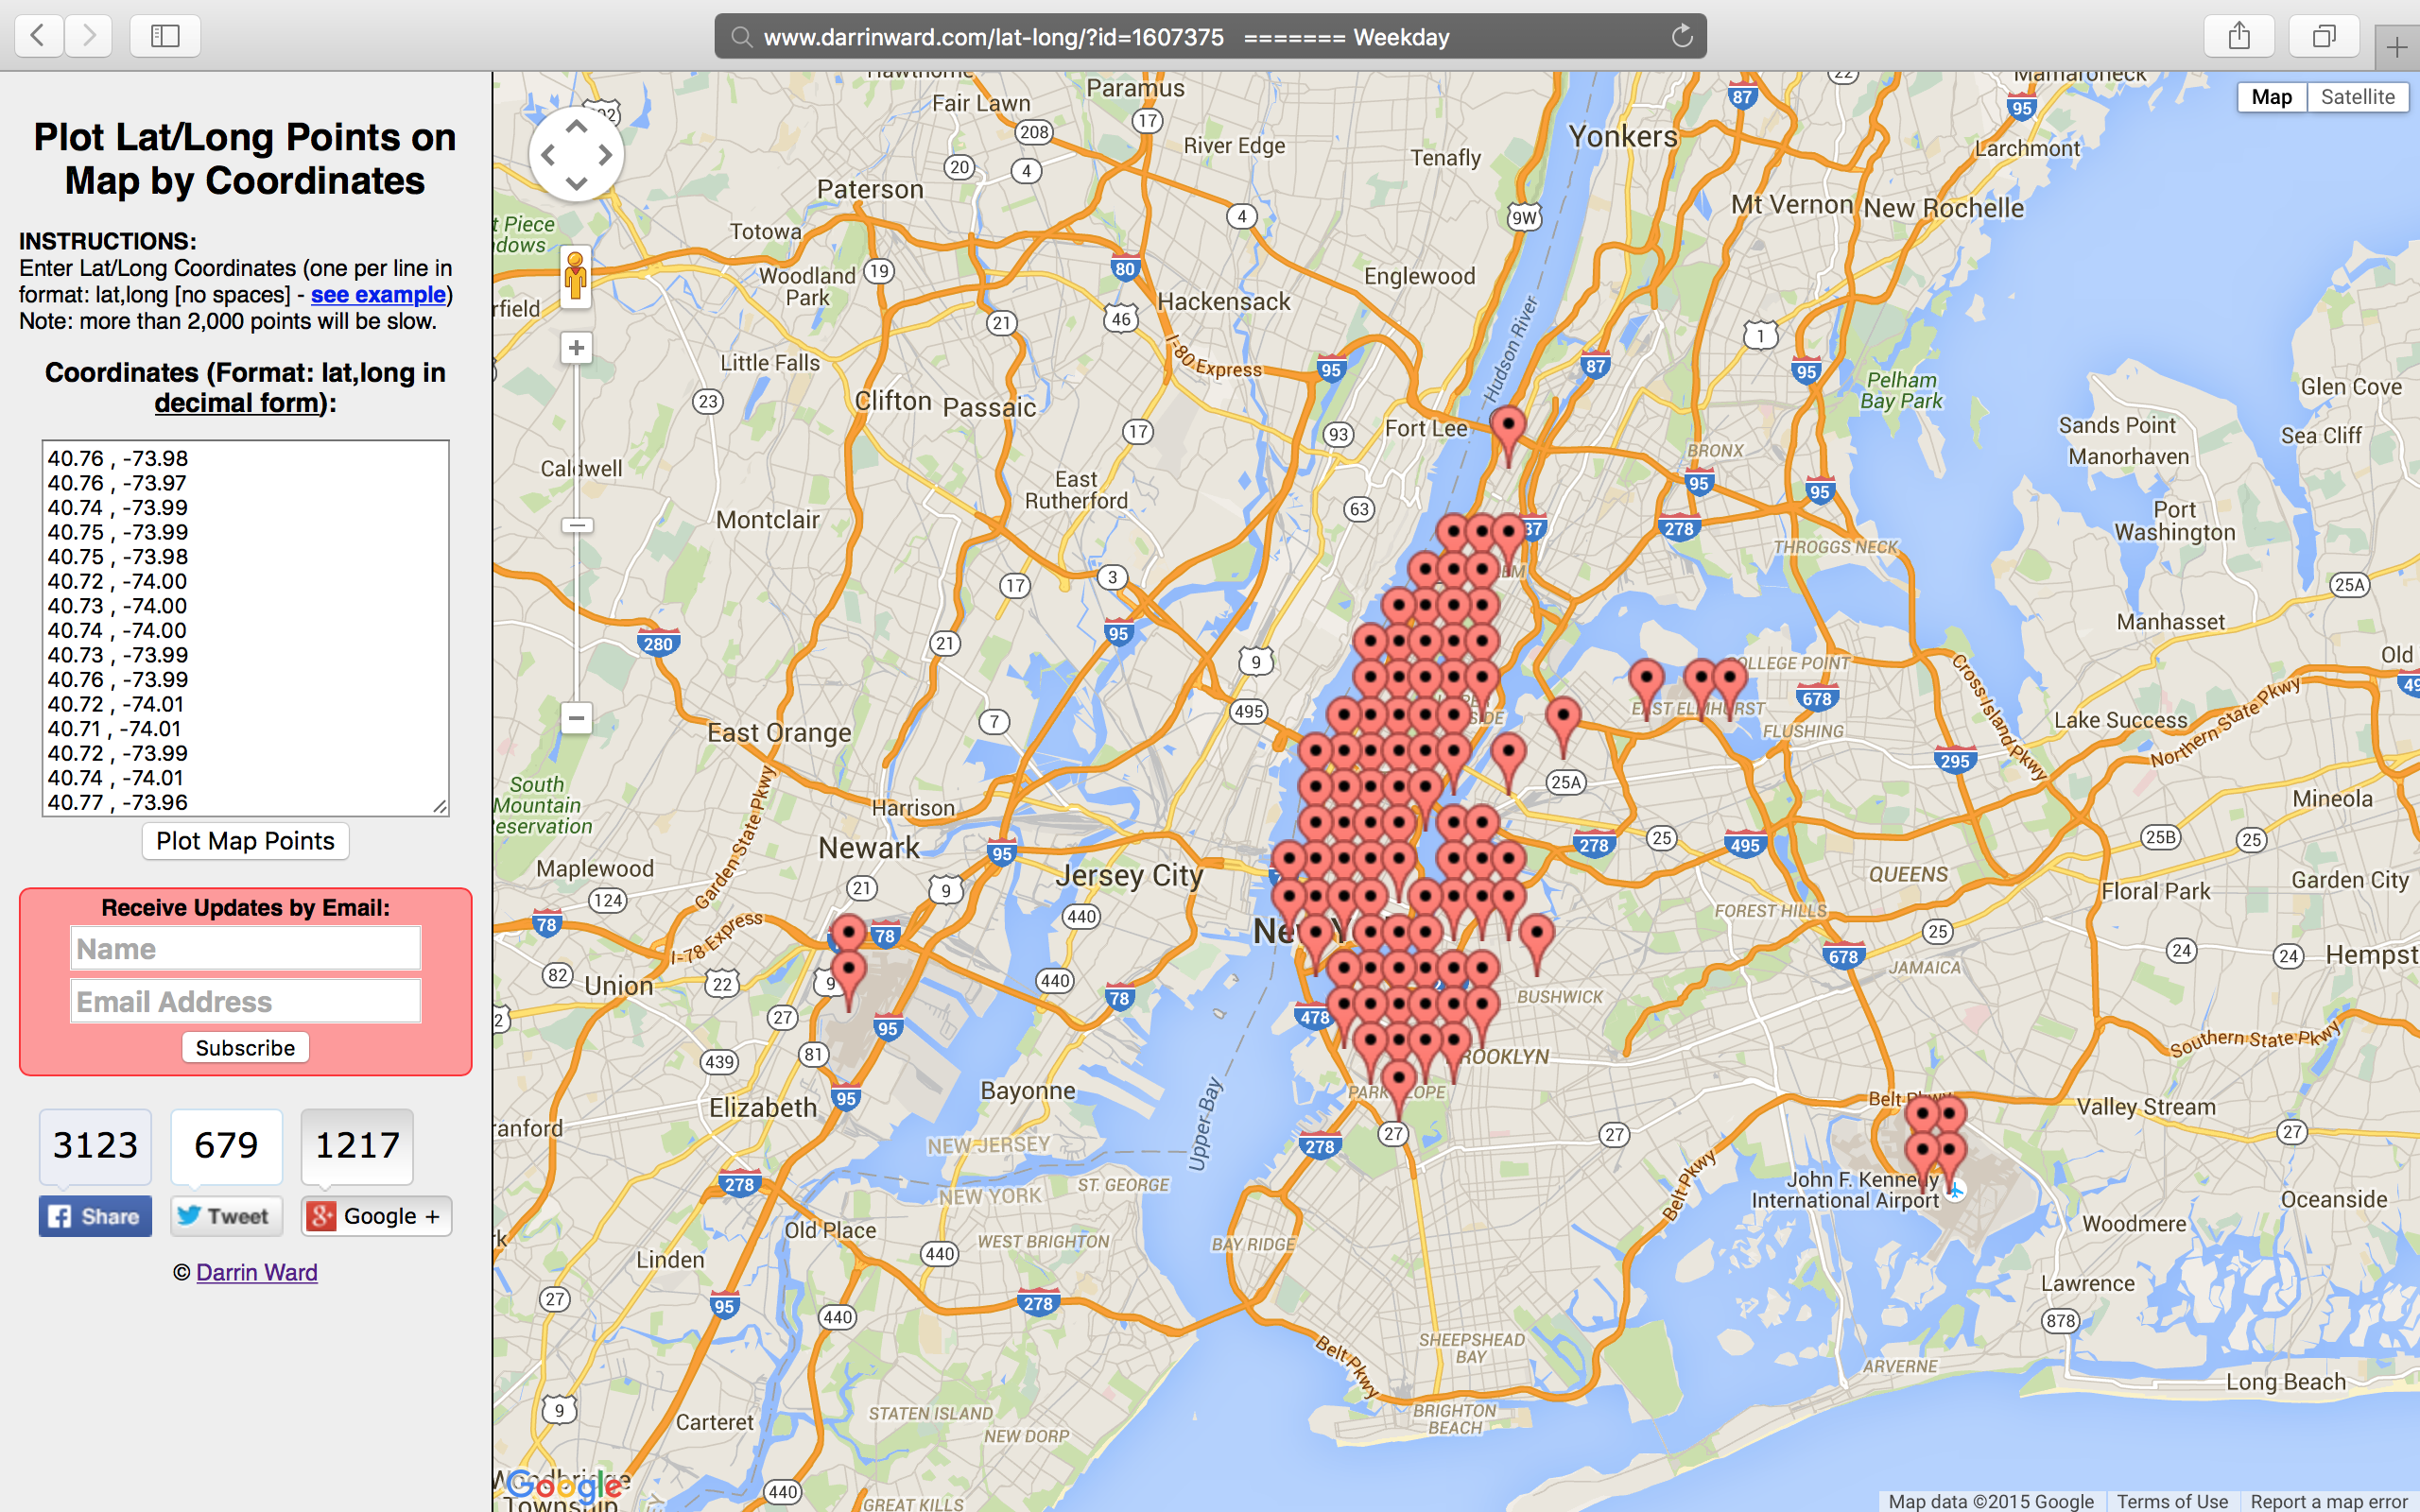 www.darrinward.com/lat-long/?id=1607375 ======= Weekday
Plot Lat/Long Points on
Map by Coordinates
INSTRUCTIONS:
Enter Lat/Long Coordinates (one per line in
format: lat,long [no spaces] - see example)
Note: more than 2,000 points will be slow.
Coordinates (Format: lat,long in
decimal form):
40.76 , -73.98
40.76 , -73.97
40.74 , -73.99
40.75 , -73.99
40.75 , -73.98
40.72 , -74.00
40.73 , -74.00
40.74 , -74.00
40.73 , -73.99
40.76 , -73.99
40.72 , -74.01
40.71 , -74.01
40.72 , -73.99
40.74 , -74.01
40.77 , -73.96
Plot Map Points
Receive Updates by Email:
Name
Email Address
Subscribe
3123
679
1217
Share
Tweet
Google +
© Darrin Ward
Map
Satellite
Fair Lawn
Paramus
Mamaroneck
Yonkers
Larchmont
River Edge
Tenafly
Paterson
Mt Vernon
New Rochelle
Totowa
Woodland
Park
Englewood
Hackensack
Hudson River
I-80 Express
Little Falls
Clifton
Passaic
Pelham
Bay Park
Glen Cove
Sands Point
Sea Cliff
Manorhaven
Fort Lee
BRONX
Caldwell
East
Rutherford
Montclair
Port
Washington
THROGGS NECK
Manhasset
EAST ELMHURST
FLUSHING
Cross Island Pkwy
Lake Success
Northern State Pkwy
East Orange
South
Mountain
Reservation
Garden State Pkwy
Harrison
Newark
Mineola
Maplewood
Jersey City
QUEENS
Floral Park
Garden City
FOREST HILLS
I-78 Express
Union
JAMAICA
BUSHWICK
Southern State Pkwy
Bayonne
Elizabeth
Upper Bay
Belt Pkwy
Valley Stream
NEW JERSEY
NEW YORK
ST. GEORGE
John F. Kennedy
International Airport
Oceanside
Woodmere
Old Place
WEST BRIGHTON
BAY RIDGE
Belt Pkwy
Linden
Lawrence
SHEEPSHEAD
BAY
Belt Pkwy
ARVERNE
Long Beach
Carteret
STATEN ISLAND
NEW DORP
BRIGHTON
BEACH
Google
GREAT KILLS
Map data ©2015 Google
Terms of Use
Report a map error